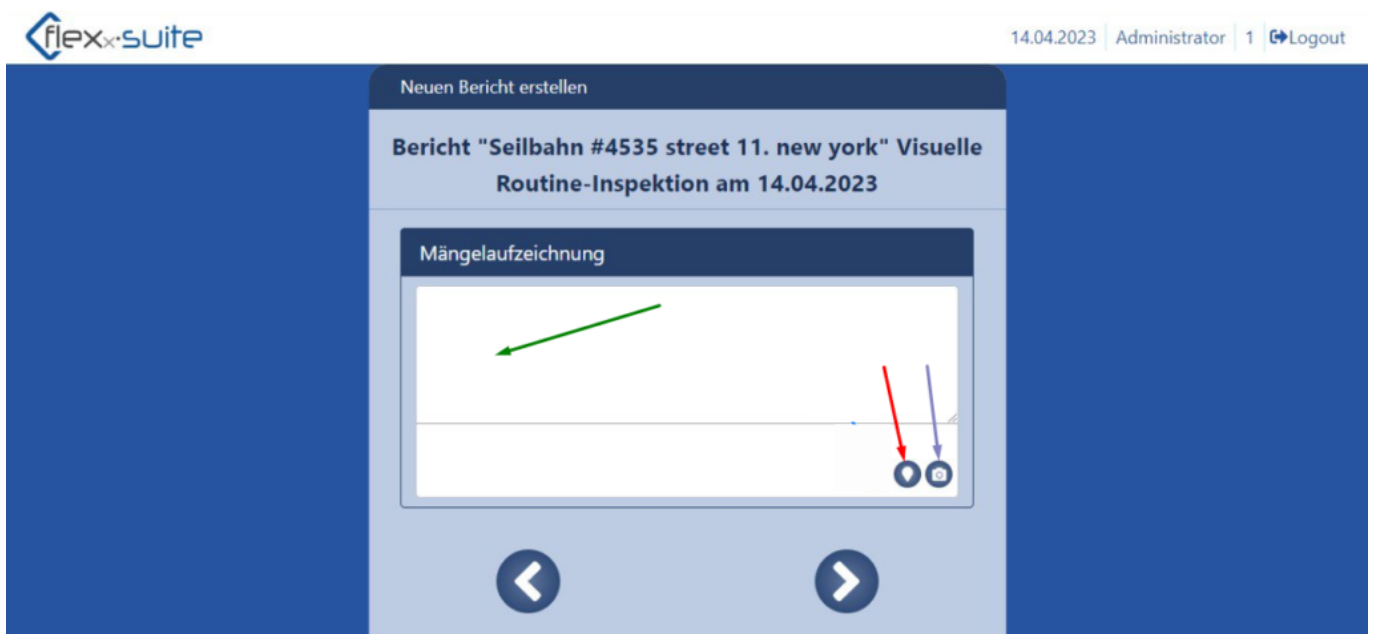 flexx·suite
14.04.2023 Administrator 1 Logout
Neuen Bericht erstellen
Bericht "Seilbahn #4535 street 11. new york" Visuelle
Routine-Inspektion am 14.04.2023
Mängelaufzeichnung